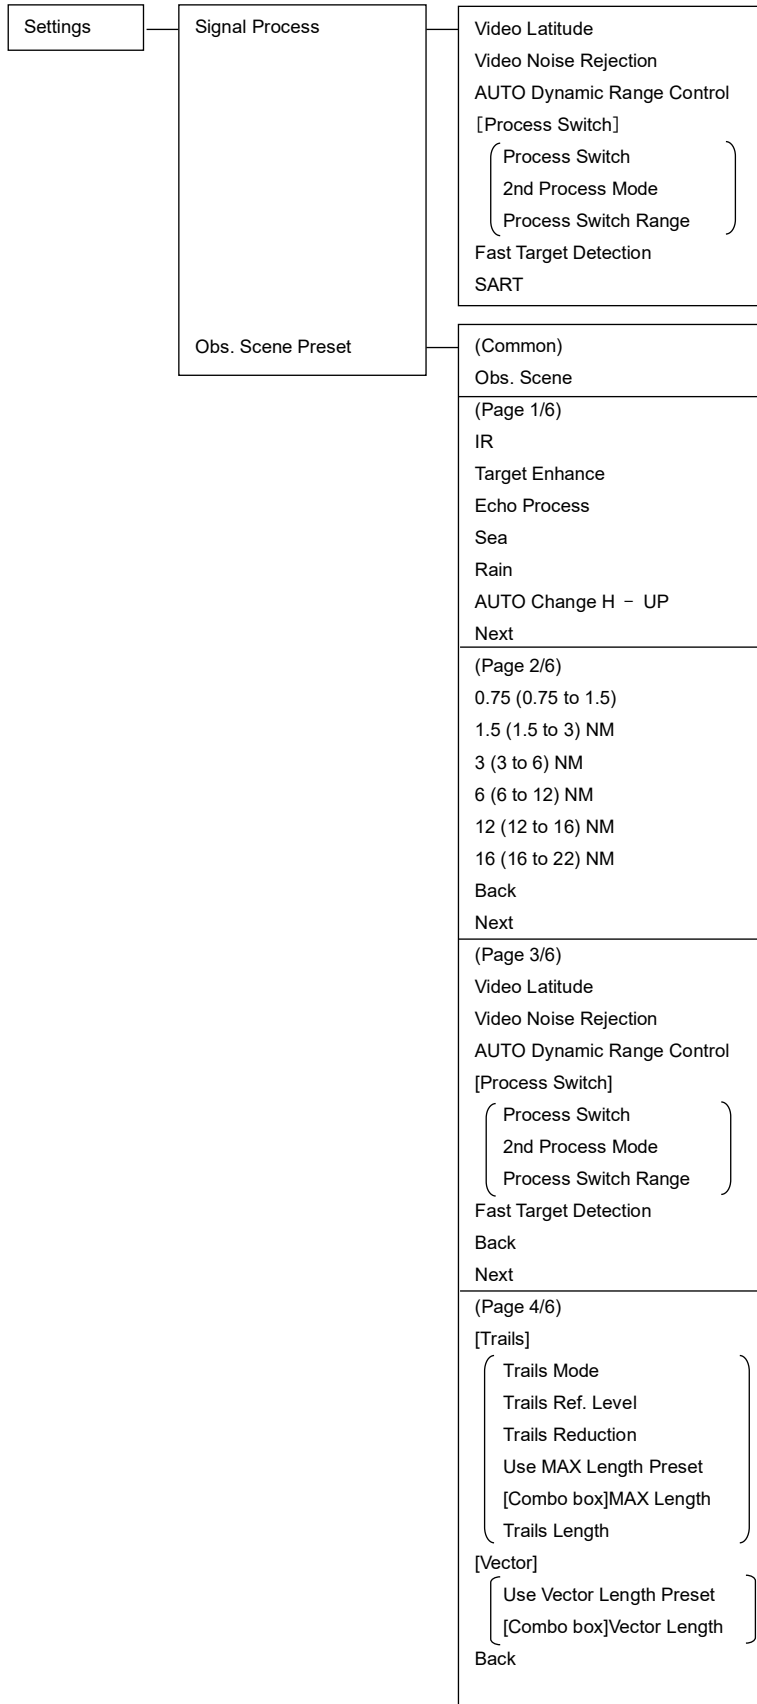 Settings
Signal Process
Video Latitude
Video Noise Rejection
AUTO Dynamic Range Control
［Process Switch］
Process Switch
2nd Process Mode
Process Switch Range
Fast Target Detection
SART
Obs. Scene Preset
(Common)
Obs. Scene
(Page 1/6)
IR
Target Enhance
Echo Process
Sea
Rain
AUTO Change H － UP
Next
(Page 2/6)
0.75 (0.75 to 1.5)
1.5 (1.5 to 3) NM
3 (3 to 6) NM
6 (6 to 12) NM
12 (12 to 16) NM
16 (16 to 22) NM
Back
Next
(Page 3/6)
Video Latitude
Video Noise Rejection
AUTO Dynamic Range Control
[Process Switch]
Process Switch
2nd Process Mode
Process Switch Range
Fast Target Detection
Back
Next
(Page 4/6)
[Trails]
Trails Mode
Trails Ref. Level
Trails Reduction
Use MAX Length Preset
[Combo box]MAX Length
Trails Length
[Vector]
Use Vector Length Preset
[Combo box]Vector Length
Back